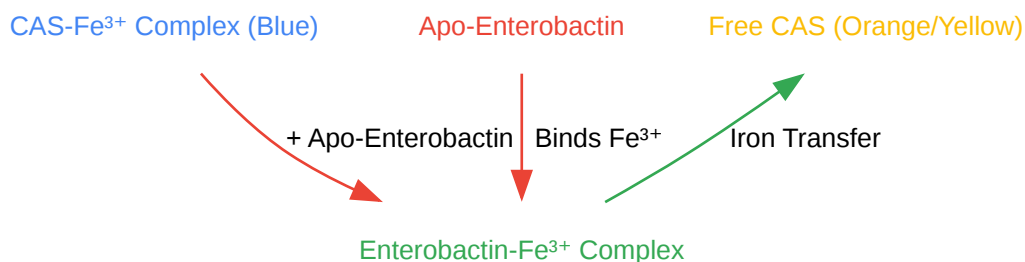 CAS-Fe³⁺ Complex (Blue)
Apo-Enterobactin
Free CAS (Orange/Yellow)
+ Apo-Enterobactin
Binds Fe³⁺
Iron Transfer
Enterobactin-Fe³⁺ Complex